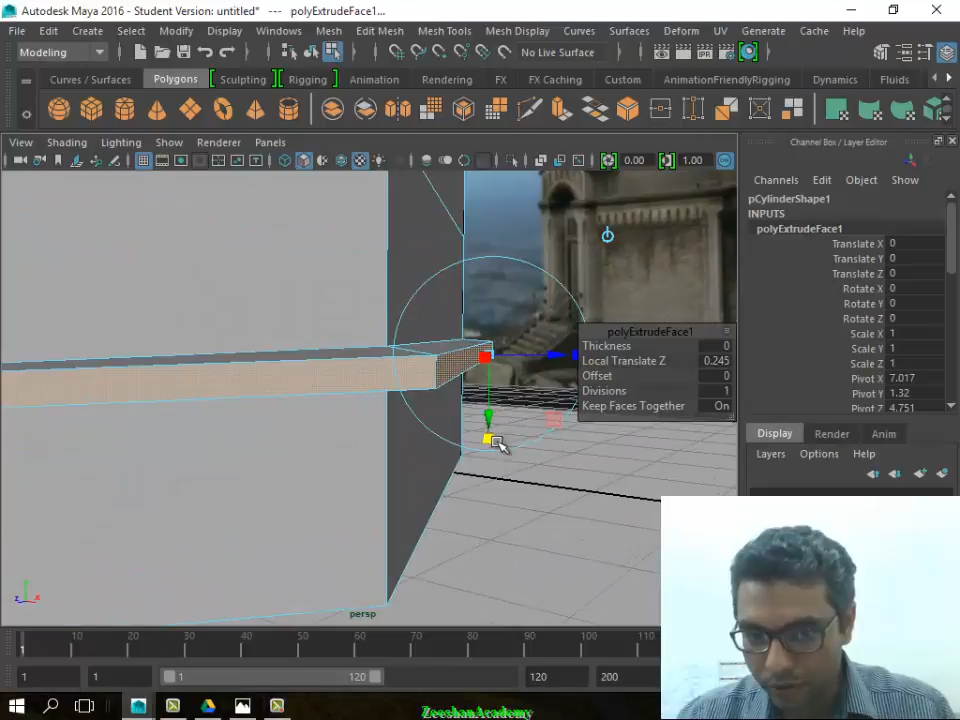 Autodesk Maya 2016 - Student Version: untitled* --- polyExtrudeFace1...
File Edit Create Select Modify Display Windows Mesh Edit Mesh Mesh Tools Mesh Display Curves Surfaces Deform UV Generate Cache Help
Modeling No Live Surface
Curves / Surfaces Polygons Sculpting Rigging Animation Rendering FX FX Caching Custom AnimationFriendlyRigging Dynamics Fluids
View Shading Lighting Show Renderer Panels
Channel Box / Layer Editor
0.00 1.00
Channels Edit Object Show
pCylinderShape1
INPUTS
polyExtrudeFace1
Translate X 0
Translate Y 0
Translate Z 0
Rotate X 0
Rotate Y 0
Rotate Z 0
Scale X 1
Scale Y 1
Scale Z 1
Pivot X 7.017
Pivot Y 1.32
Pivot Z 4.751
polyExtrudeFace1
Thickness 0
Local Translate Z 0.245
Offset 0
Divisions 1
Keep Faces Together On
Display Render Anim
Layers Options Help
z x
persp
1 10 20 30 40 50 60 70 80 90 100 110
1 1 1 120 120 200
ZeeshanAcademy